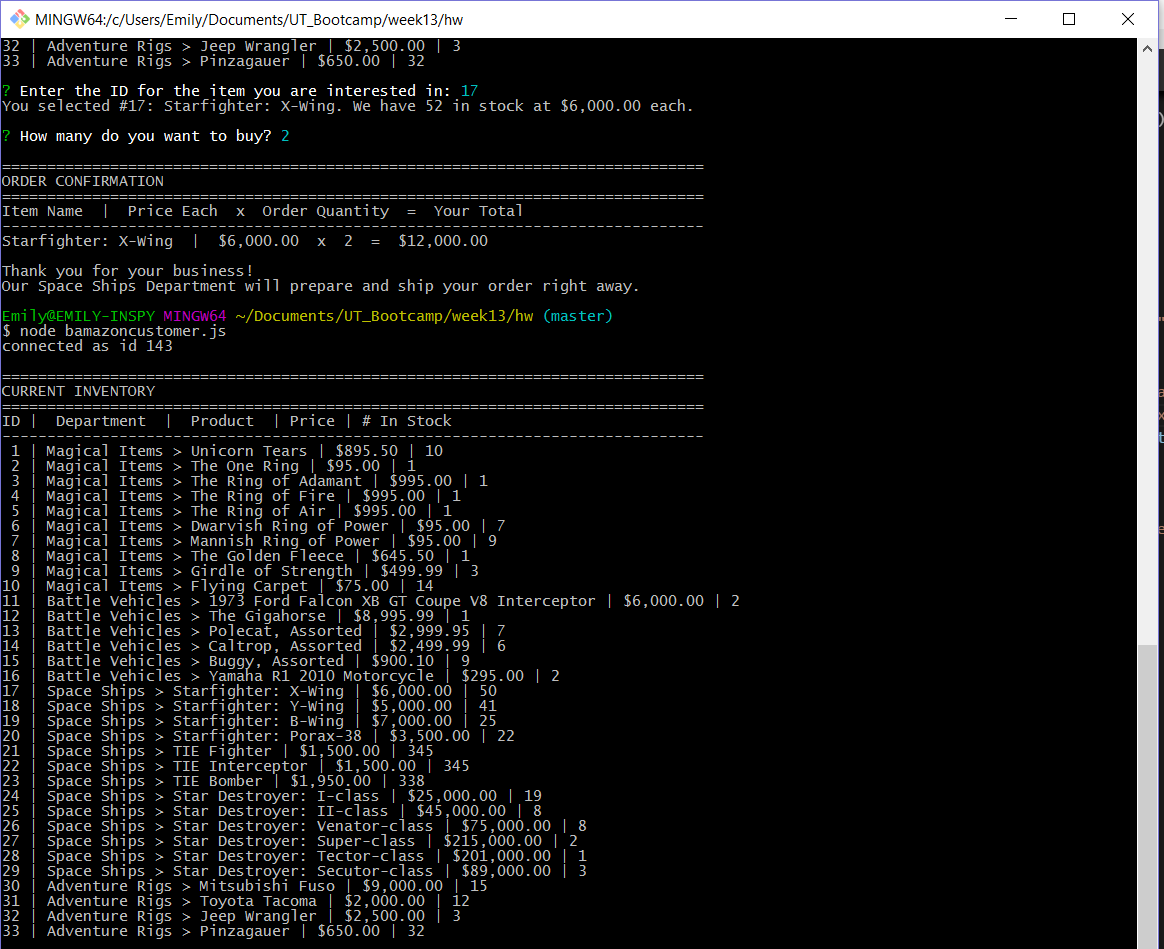 MINGW64:/c/Users/Emily/Documents/UT_Bootcamp/week13/hw
32 | Adventure Rigs > Jeep Wrangler | $2,500.00 | 3
33 | Adventure Rigs > Pinzagauer | $650.00 | 32
? Enter the ID for the item you are interested in: 17
You selected #17: Starfighter: X-Wing. We have 52 in stock at $6,000.00 each.
? How many do you want to buy? 2
==============================================================================
ORDER CONFIRMATION
==============================================================================
Item Name  |  Price Each  x  Order Quantity  =  Your Total
------------------------------------------------------------------------------
Starfighter: X-Wing  |  $6,000.00  x  2  =  $12,000.00
Thank you for your business!
Our Space Ships Department will prepare and ship your order right away.
Emily@EMILY-INSPY MINGW64 ~/Documents/UT_Bootcamp/week13/hw (master)
$ node bamazoncustomer.js
connected as id 143
==============================================================================
CURRENT INVENTORY
==============================================================================
ID |  Department  |  Product  | Price | # In Stock
------------------------------------------------------------------------------
1 | Magical Items > Unicorn Tears | $895.50 | 10
2 | Magical Items > The One Ring | $95.00 | 1
3 | Magical Items > The Ring of Adamant | $995.00 | 1
4 | Magical Items > The Ring of Fire | $995.00 | 1
5 | Magical Items > The Ring of Air | $995.00 | 1
6 | Magical Items > Dwarvish Ring of Power | $95.00 | 7
7 | Magical Items > Mannish Ring of Power | $95.00 | 9
8 | Magical Items > The Golden Fleece | $645.50 | 1
9 | Magical Items > Girdle of Strength | $499.99 | 3
10 | Magical Items > Flying Carpet | $75.00 | 14
11 | Battle Vehicles > 1973 Ford Falcon XB GT Coupe V8 Interceptor | $6,000.00 | 2
12 | Battle Vehicles > The Gigahorse | $8,995.99 | 1
13 | Battle Vehicles > Polecat, Assorted | $2,999.95 | 7
14 | Battle Vehicles > Caltrop, Assorted | $2,499.99 | 6
15 | Battle Vehicles > Buggy, Assorted | $900.10 | 9
16 | Battle Vehicles > Yamaha R1 2010 Motorcycle | $295.00 | 2
17 | Space Ships > Starfighter: X-Wing | $6,000.00 | 50
18 | Space Ships > Starfighter: Y-Wing | $5,000.00 | 41
19 | Space Ships > Starfighter: B-Wing | $7,000.00 | 25
20 | Space Ships > Starfighter: Porax-38 | $3,500.00 | 22
21 | Space Ships > TIE Fighter | $1,500.00 | 345
22 | Space Ships > TIE Interceptor | $1,500.00 | 345
23 | Space Ships > TIE Bomber | $1,950.00 | 338
24 | Space Ships > Star Destroyer: I-class | $25,000.00 | 19
25 | Space Ships > Star Destroyer: II-class | $45,000.00 | 8
26 | Space Ships > Star Destroyer: Venator-class | $75,000.00 | 8
27 | Space Ships > Star Destroyer: Super-class | $215,000.00 | 2
28 | Space Ships > Star Destroyer: Tector-class | $201,000.00 | 1
29 | Space Ships > Star Destroyer: Secutor-class | $89,000.00 | 3
30 | Adventure Rigs > Mitsubishi Fuso | $9,000.00 | 15
31 | Adventure Rigs > Toyota Tacoma | $2,000.00 | 12
32 | Adventure Rigs > Jeep Wrangler | $2,500.00 | 3
33 | Adventure Rigs > Pinzagauer | $650.00 | 32